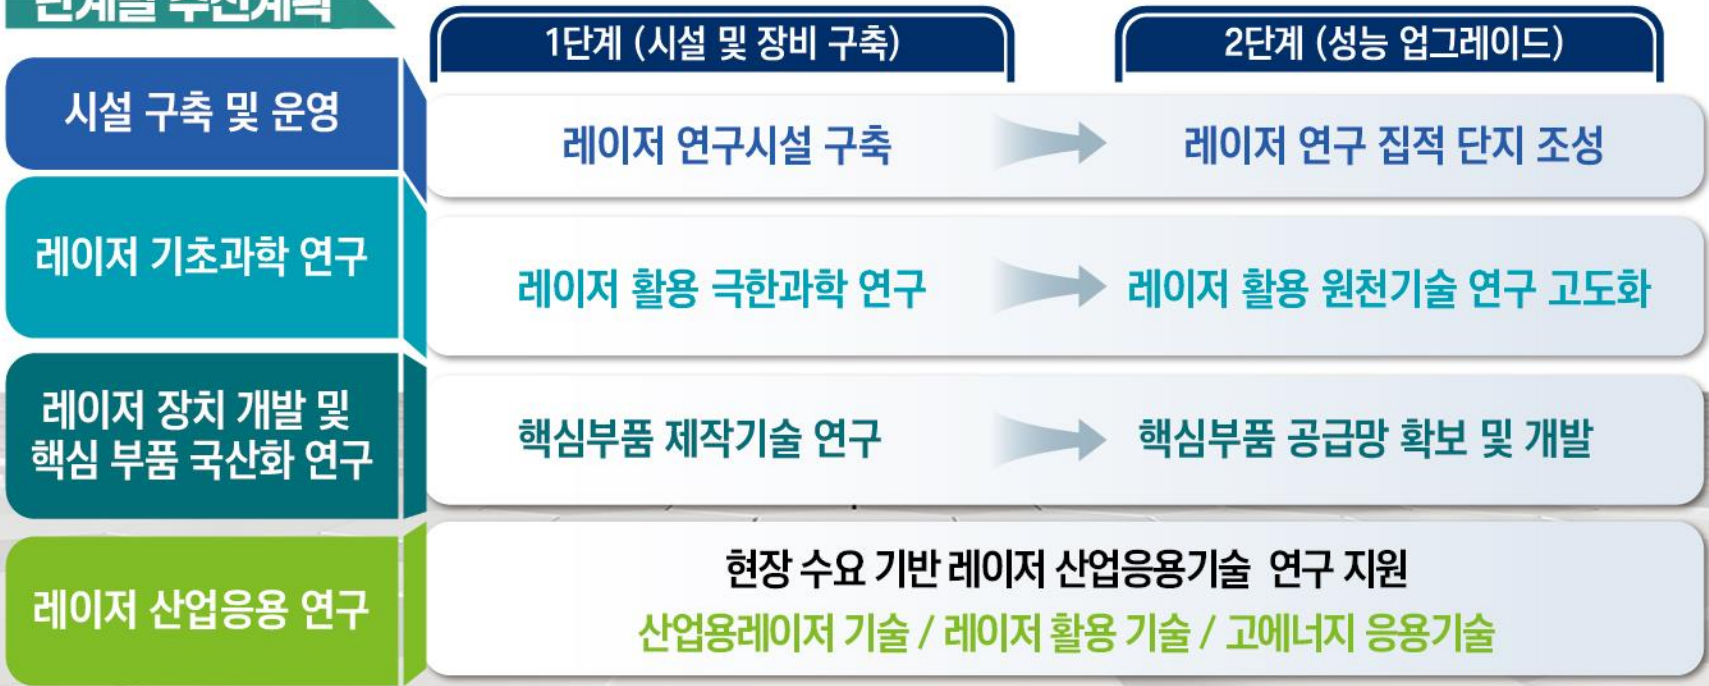 단계별 추진계획
1단계 (시설 및 장비 구축)
2단계 (성능 업그레이드)
시설 구축 및 운영
레이저 연구시설 구축
레이저 연구 집적 단지 조성
레이저 기초과학 연구
레이저 활용 극한과학 연구
레이저 활용 원천기술 연구 고도화
레이저 장치 개발 및
핵심 부품 국산화 연구
핵심부품 제작기술 연구
핵심부품 공급망 확보 및 개발
레이저 산업응용 연구
현장 수요 기반 레이저 산업응용기술 연구 지원
산업용레이저 기술 / 레이저 활용 기술 / 고에너지 응용기술